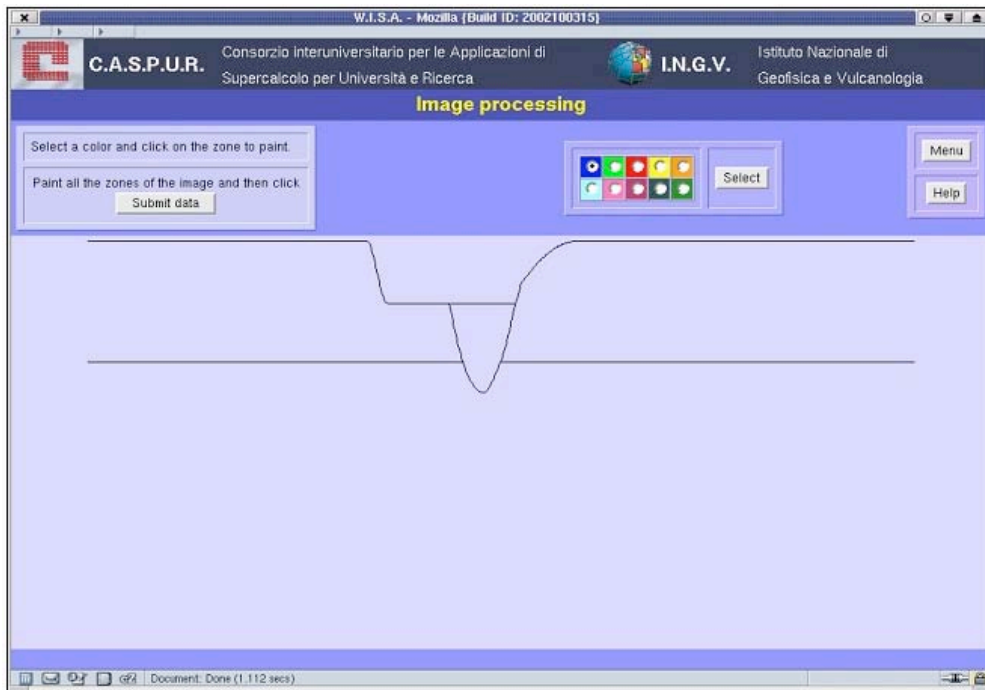 W.I.S.A. - Mozilla {Build ID: 2002100315}
C.A.S.P.U.R.
Consorzio interuniversitario per le Applicazioni di
Supercalcolo per Università e Ricerca
I.N.G.V.
Istituto Nazionale di
Geofisica e Vulcanologia
Image processing
Select a color and click on the zone to paint
Paint all the zones of the image and then click
Submit data
Select
Menu
Help
Document: Done (1.112 secs)